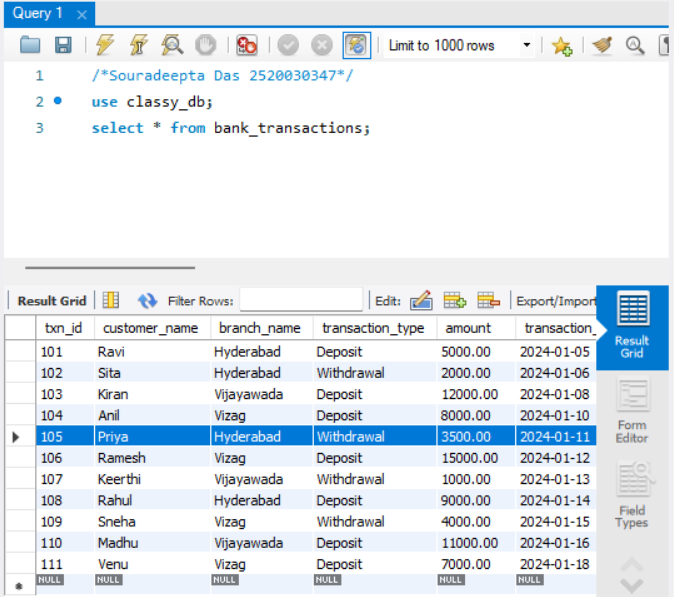 Query 1
Limit to 1000 rows
1 /*Souradeepta Das 2520030347*/
2 use classy_db;
3 select * from bank_transactions;
Result Grid Filter Rows: Edit: Export/Import
txn_id customer_name branch_name transaction_type amount transaction_
101 Ravi Hyderabad Deposit 5000.00 2024-01-05
102 Sita Hyderabad Withdrawal 2000.00 2024-01-06
103 Kiran Vijayawada Deposit 12000.00 2024-01-08
104 Anil Vizag Deposit 8000.00 2024-01-10
105 Priya Hyderabad Withdrawal 3500.00 2024-01-11
106 Ramesh Vizag Deposit 15000.00 2024-01-12
107 Keerthi Vijayawada Withdrawal 1000.00 2024-01-13
108 Rahul Hyderabad Deposit 9000.00 2024-01-14
109 Sneha Vizag Withdrawal 4000.00 2024-01-15
110 Madhu Vijayawada Deposit 11000.00 2024-01-16
111 Venu Vizag Deposit 7000.00 2024-01-18
NULL NULL NULL NULL NULL NULL
Result
Grid
Form
Editor
Field
Types